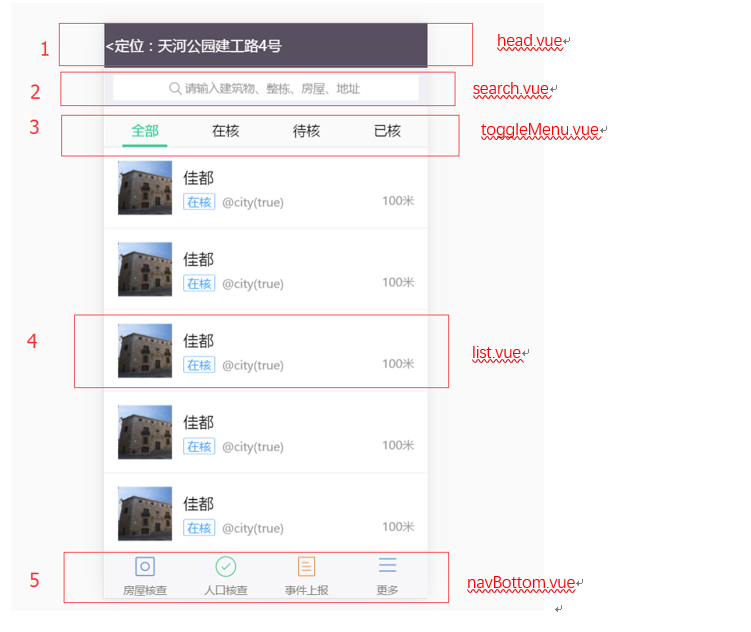 1
<定位：天河公园建工路4号
head.vue
2
请输入建筑物、整栋、房屋、地址
search.vue
3
全部 在核 待核 已核
toggleMenu.vue
佳都
在核 @city(true) 100米
佳都
在核 @city(true) 100米
4
佳都
在核 @city(true) 100米
list.vue
佳都
在核 @city(true) 100米
佳都
在核 @city(true) 100米
5
房屋核查 人口核查 事件上报 更多
navBottom.vue